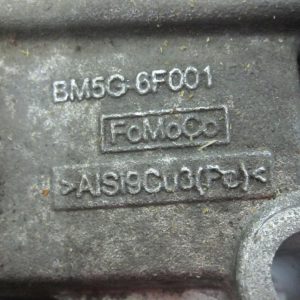 BM5G-6F001
FoMoCo
>AlSi9Cu3(Fe)<